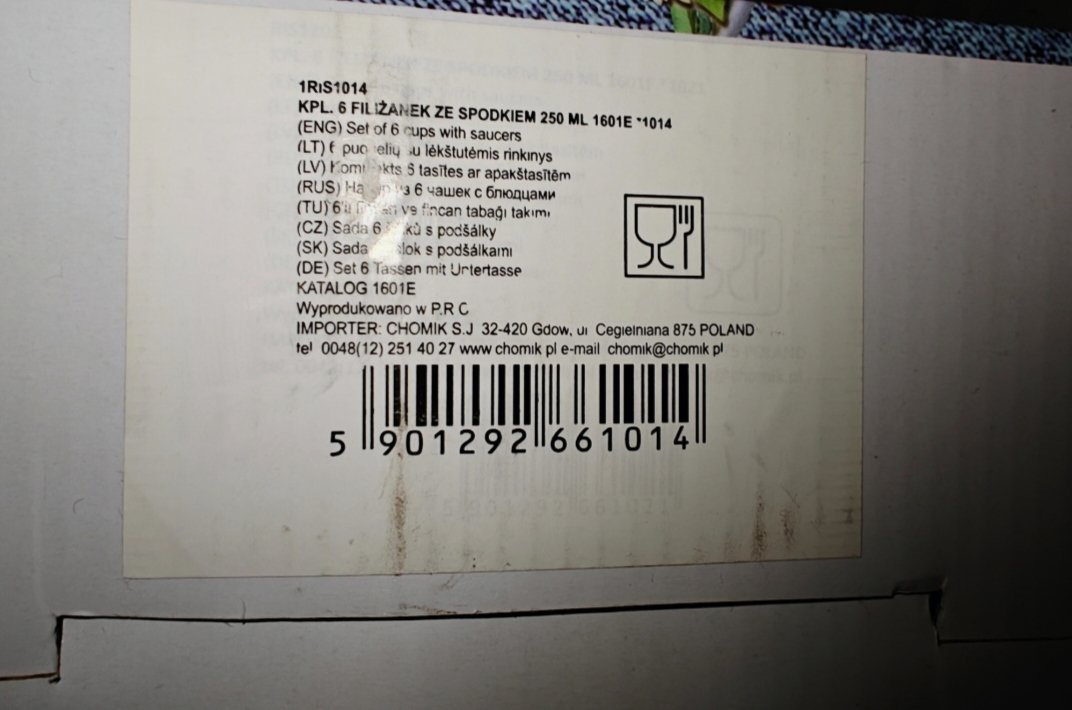 1RiS1014
KPL. 6 FILIŻANEK ZE SPODKIEM 250 ML 1601E *1014
(ENG) Set of 6 cups with saucers
(LT) 6 su lėkštutėmis rinkinys
(LV) 6 tasītes ar apakštasītēm
(RUS) из 6 чашек с блюдцами
(TU) ve fincan tabağı takımı
(CZ) Sada 6 s podšálky
(SK) Sada s podšálkami
(DE) Set 6 Tassen mit Untertasse
KATALOG 1601E
Wyprodukowano w P.R.C
IMPORTER: CHOMIK S.J 32-420 Gdow, ul Cegielniana 875 POLAND
tel 0048(12) 251 40 27 www chomik pl e-mail chomik@chomik pl
5 901292 661014